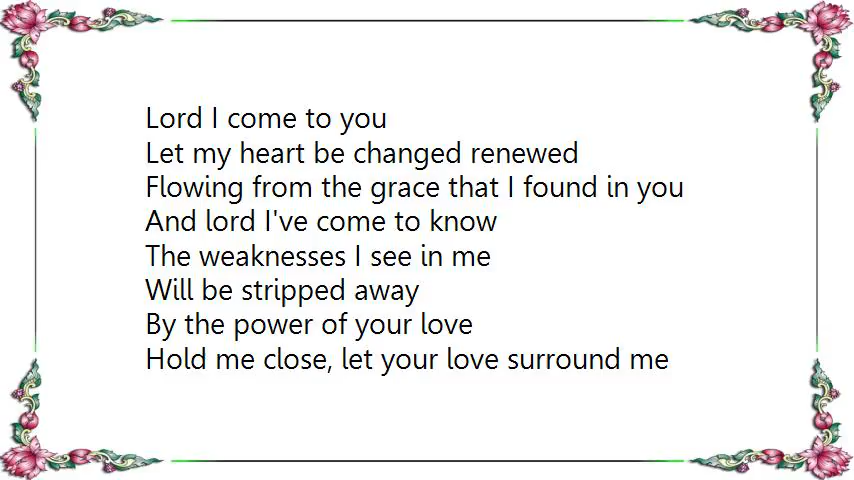 Lord I come to you
Let my heart be changed renewed
Flowing from the grace that I found in you
And lord I've come to know
The weaknesses I see in me
Will be stripped away
By the power of your love
Hold me close, let your love surround me